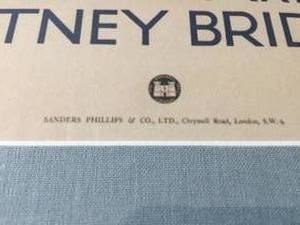 TNEY BRID
SANDERS PHILLIPS & CO., LTD., Chryssell Road, London, S.W.9.